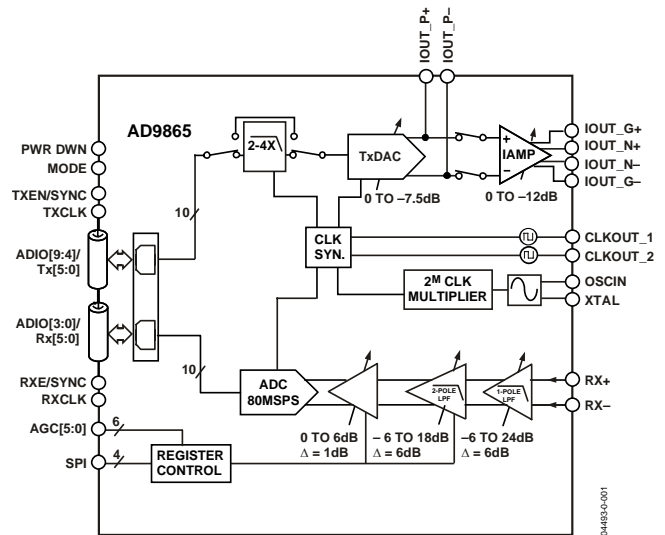 IOUT_P+
IOUT_P–
AD9865
PWR DWN
MODE
TXEN/SYNC
TXCLK
ADIO[9:4]/
Tx[5:0]
ADIO[3:0]/
Rx[5:0]
RXE/SYNC
RXCLK
AGC[5:0]
SPI
10
10
6
4
2-4X
TxDAC
0 TO –7.5dB
+
IAMP
–
0 TO –12dB
IOUT_G+
IOUT_N+
IOUT_N–
IOUT_G–
CLK
SYN.
CLKOUT_1
CLKOUT_2
2M CLK
MULTIPLIER
OSCIN
XTAL
ADC
80MSPS
2-POLE
LPF
1-POLE
LPF
RX+
RX–
0 TO 6dB
Δ = 1dB
– 6 TO 18dB
Δ = 6dB
–6 TO 24dB
Δ = 6dB
REGISTER
CONTROL
04493-0-001